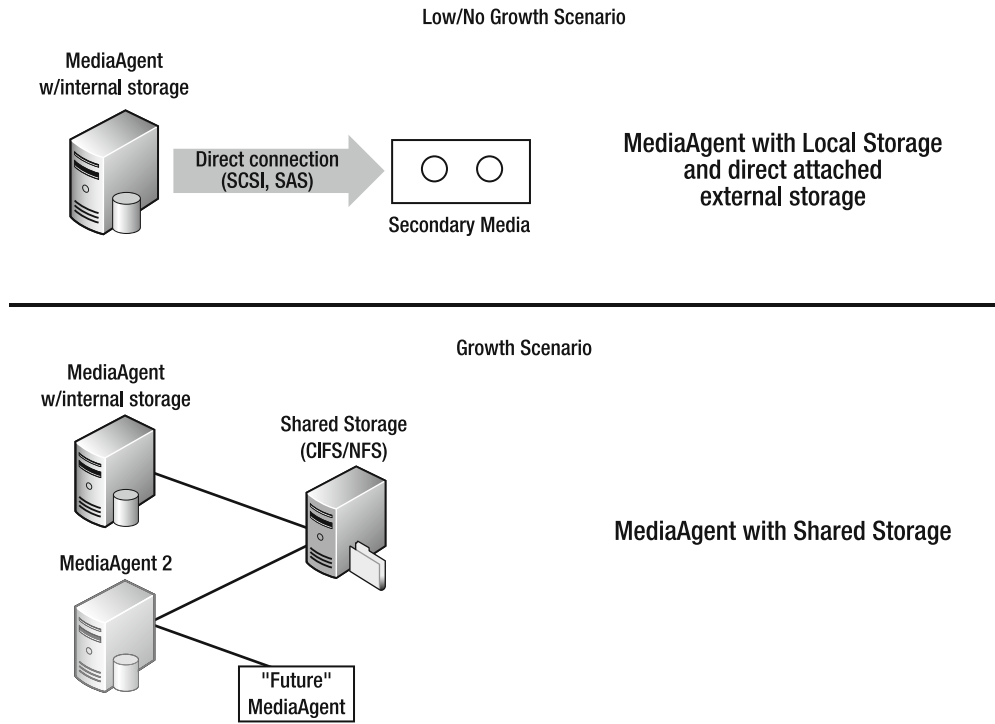 Low/No Growth Scenario
MediaAgent
w/internal storage
Direct connection
(SCSI, SAS)
Secondary Media
MediaAgent with Local Storage
and direct attached
external storage
Growth Scenario
MediaAgent
w/internal storage
Shared Storage
(CIFS/NFS)
MediaAgent with Shared Storage
MediaAgent 2
"Future"
MediaAgent